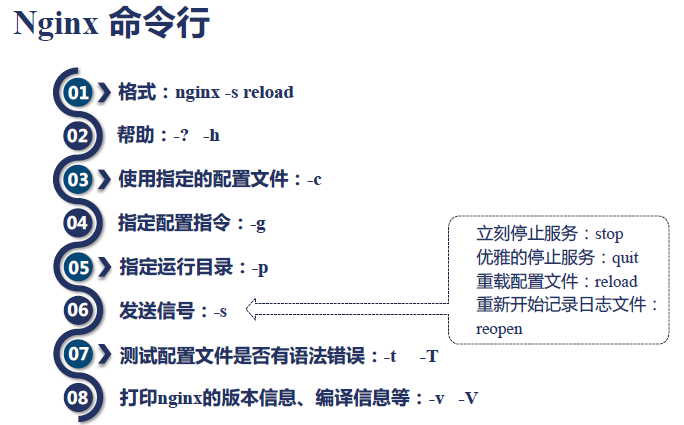 Nginx 命令行
01 格式：nginx -s reload
02 帮助：-? -h
03 使用指定的配置文件：-c
04 指定配置指令：-g
05 指定运行目录：-p
06 发送信号：-s
立刻停止服务：stop
优雅的停止服务：quit
重载配置文件：reload
重新开始记录日志文件：
reopen
07 测试配置文件是否有语法错误：-t -T
08 打印nginx的版本信息、编译信息等：-v -V